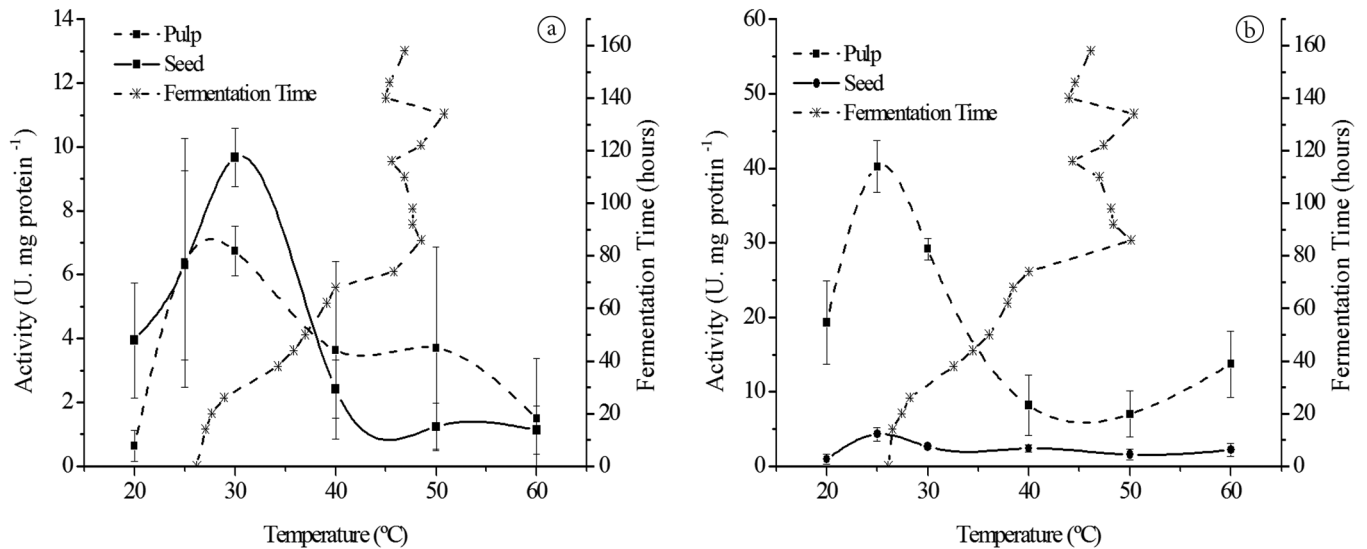 a
Pulp
Seed
Fermentation Time
14
12
10
8
6
4
2
0
Activity (U. mg protein -1)
160
140
120
100
80
60
40
20
0
Fermentation Time (hours)
20 30 40 50 60
Temperature (ºC)
b
Pulp
Seed
Fermentation Time
60
50
40
30
20
10
0
Activity (U. mg protrin -1)
160
140
120
100
80
60
40
20
0
Fermentation Time (hours)
20 30 40 50 60
Temperature (ºC)